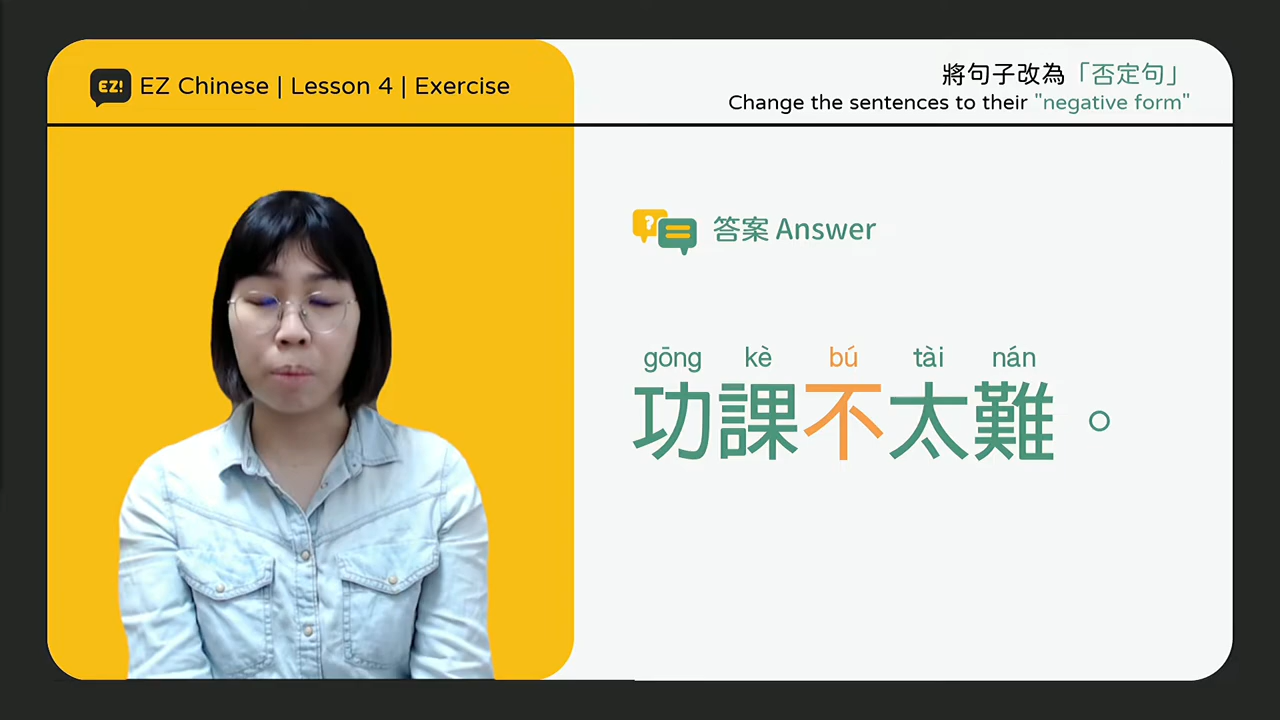 EZ! EZ Chinese | Lesson 4 | Exercise
將句子改為「否定句」
Change the sentences to their "negative form"
? 答案 Answer
gōng kè bú tài nán
功課不太難。